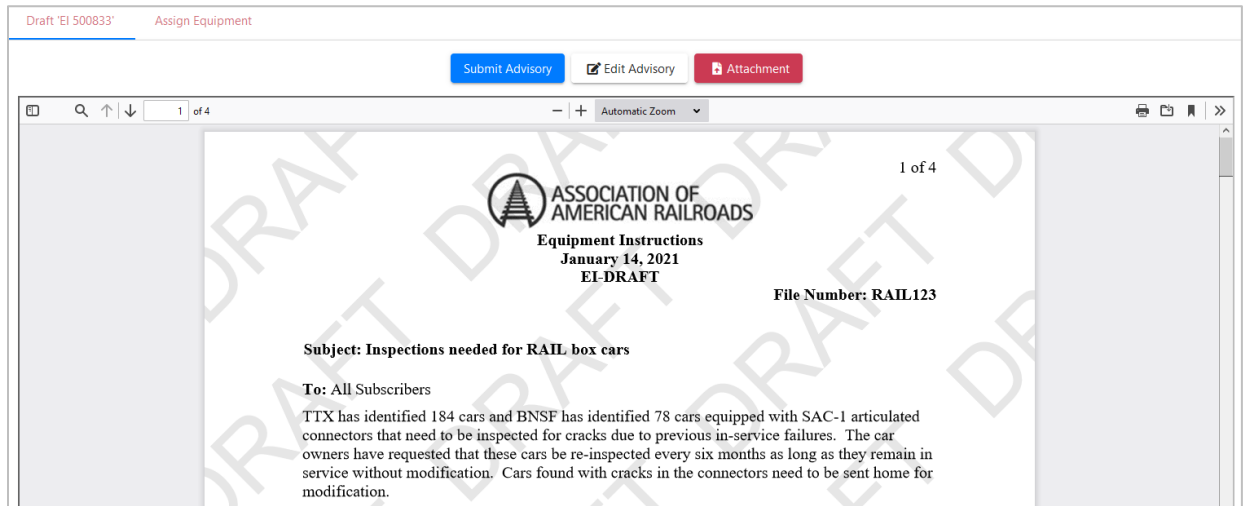 Draft 'EI 500833' Assign Equipment
Submit Advisory Edit Advisory Attachment
1 of 4 Automatic Zoom
DRAFT DRAFT D
1 of 4
ASSOCIATION OF
AMERICAN RAILROADS
Equipment Instructions
January 14, 2021
EI-DRAFT
File Number: RAIL123
Subject: Inspections needed for RAIL box cars
To: All Subscribers
TTX has identified 184 cars and BNSF has identified 78 cars equipped with SAC-1 articulated
connectors that need to be inspected for cracks due to previous in-service failures.  The car
owners have requested that these cars be re-inspected every six months as long as they remain in
service without modification.  Cars found with cracks in the connectors need to be sent home for
modification.
DRAFT DRAFT DR